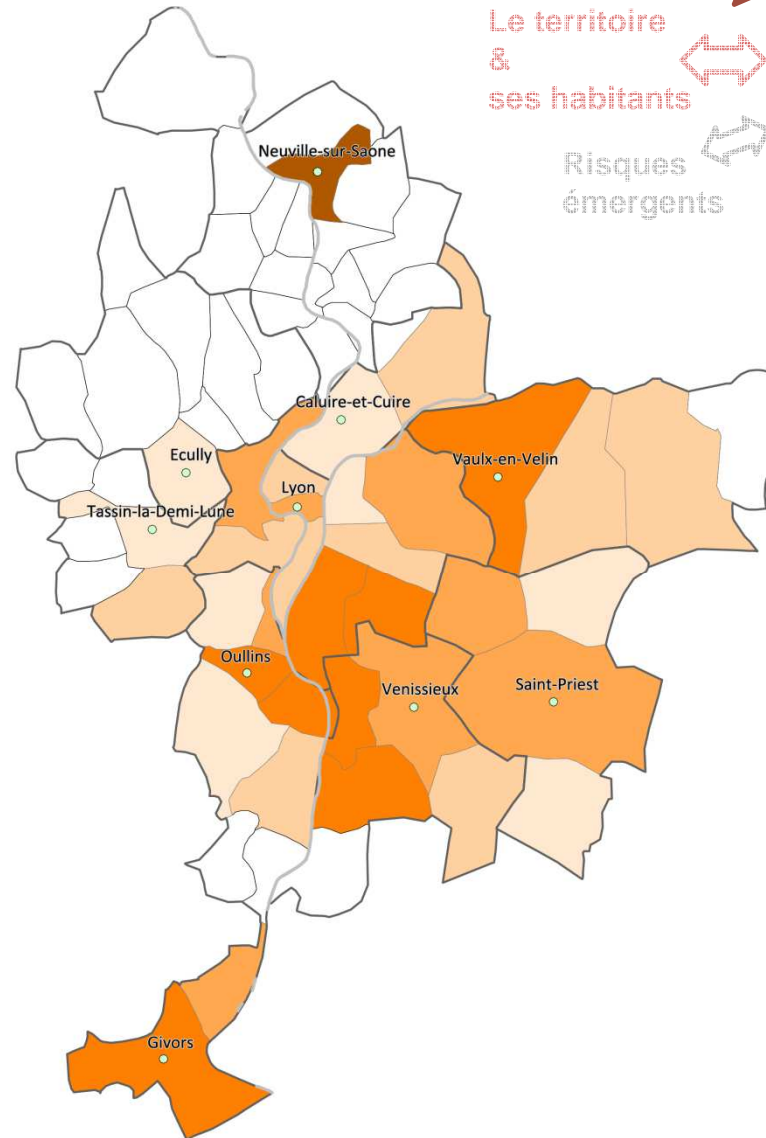 Le territoire
&
ses habitants
Risques
émergents
Neuville-sur-Saone
Caluire-et-Cuire
Ecully
Vaulx-en-Velin
Lyon
Tassin-la-Demi-Lune
Oullins
Venissieux
Saint-Priest
Givors